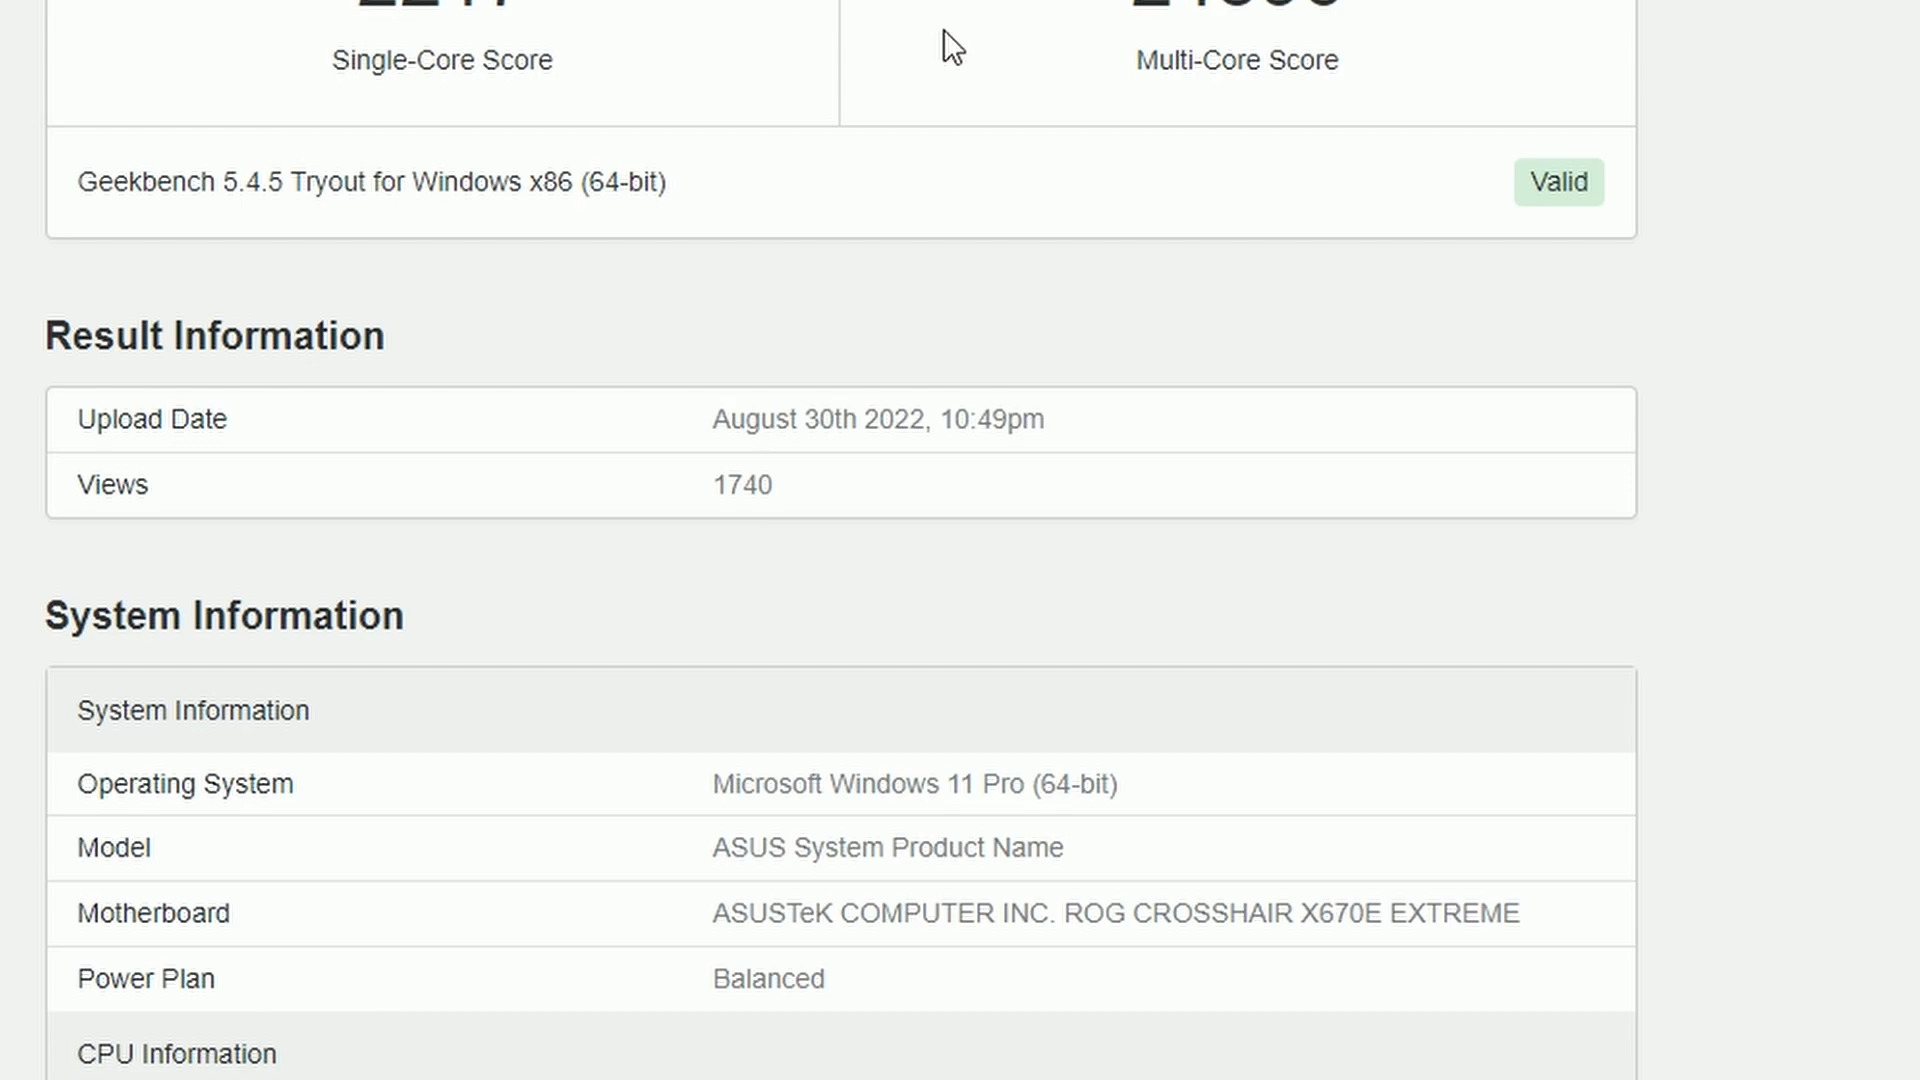 Single-Core Score
Multi-Core Score
Geekbench 5.4.5 Tryout for Windows x86 (64-bit)
Valid
Result Information
Upload Date
August 30th 2022, 10:49pm
Views
1740
System Information
System Information
Operating System
Microsoft Windows 11 Pro (64-bit)
Model
ASUS System Product Name
Motherboard
ASUSTeK COMPUTER INC. ROG CROSSHAIR X670E EXTREME
Power Plan
Balanced
CPU Information